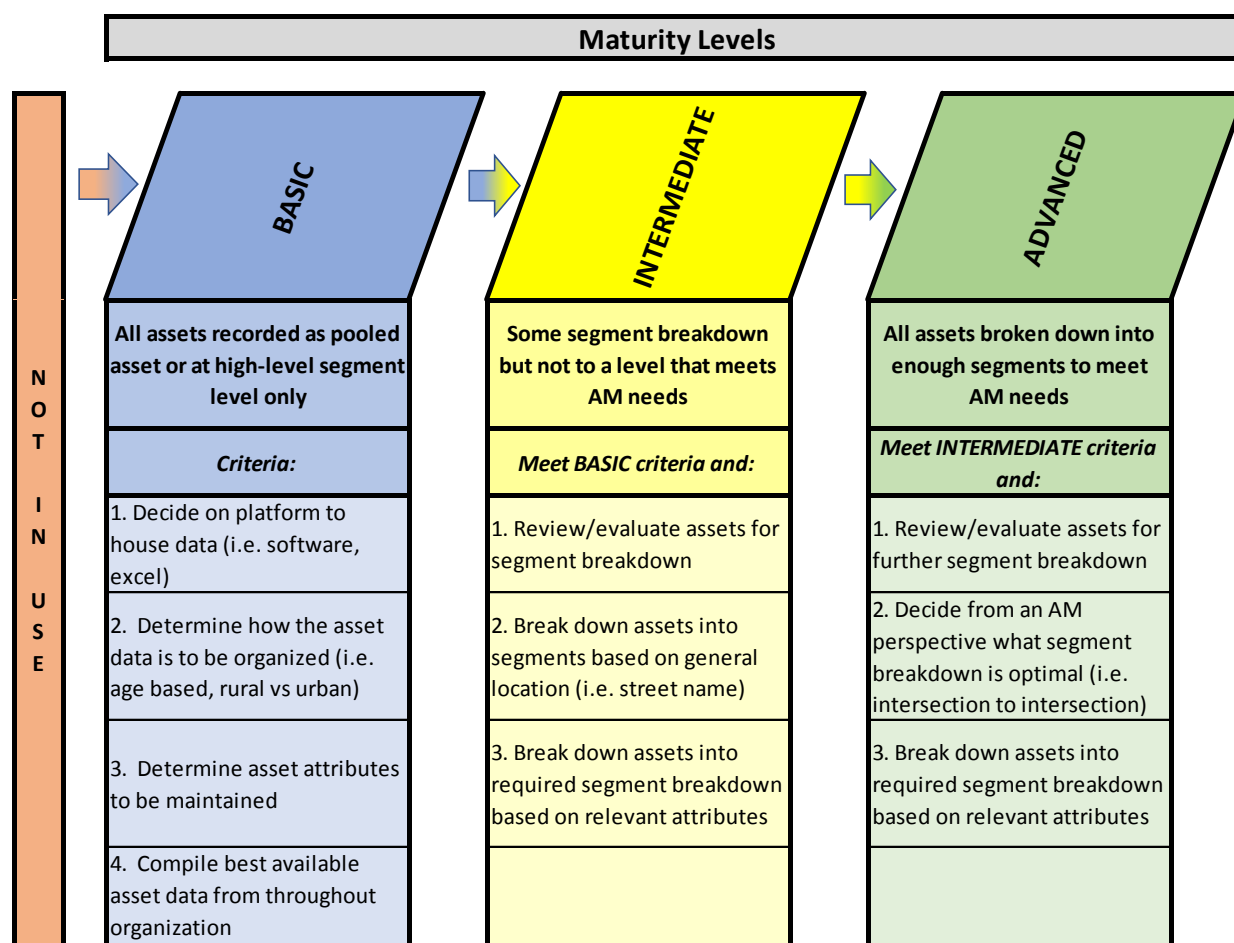 Maturity Levels
N
O
T
I
N
U
S
E
BASIC
All assets recorded as pooled
asset or at high-level segment
level only
Criteria:
1. Decide on platform to
house data (i.e. software,
excel)
2. Determine how the asset
data is to be organized (i.e.
age based, rural vs urban)
3. Determine asset attributes
to be maintained
4. Compile best available
asset data from throughout
organization
INTERMEDIATE
Some segment breakdown
but not to a level that meets
AM needs
Meet BASIC criteria and:
1. Review/evaluate assets for
segment breakdown
2. Break down assets into
segments based on general
location (i.e. street name)
3. Break down assets into
required segment breakdown
based on relevant attributes
ADVANCED
All assets broken down into
enough segments to meet
AM needs
Meet INTERMEDIATE criteria
and:
1. Review/evaluate assets for
further segment breakdown
2. Decide from an AM
perspective what segment
breakdown is optimal (i.e.
intersection to intersection)
3. Break down assets into
required segment breakdown
based on relevant attributes